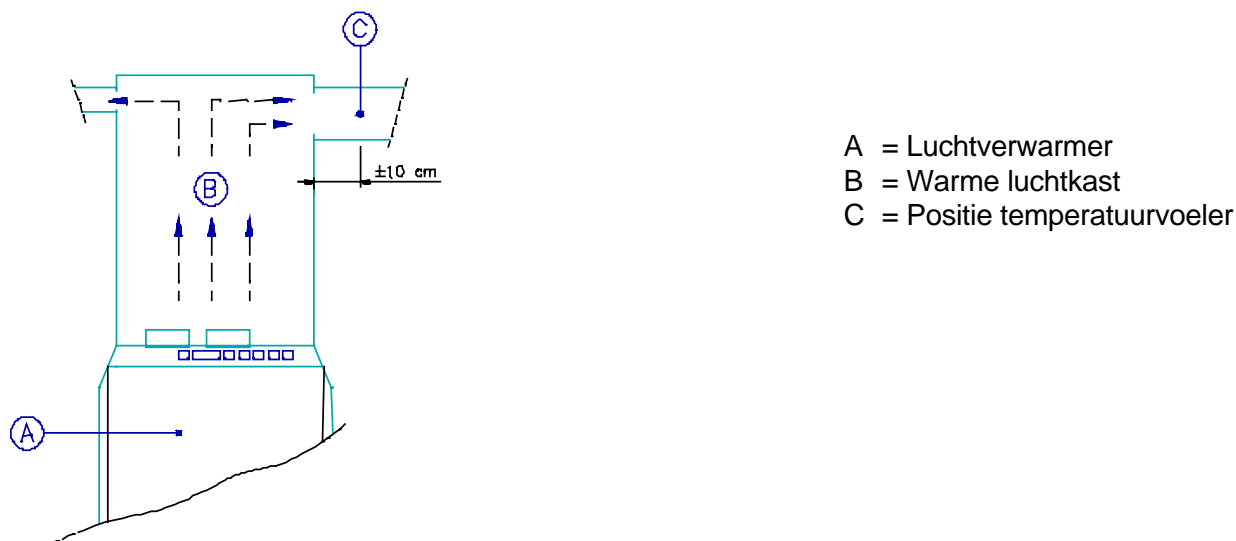 C
B
±10 cm
A
A = Luchtverwarmer
B = Warme luchtkast
C = Positie temperatuurvoeler